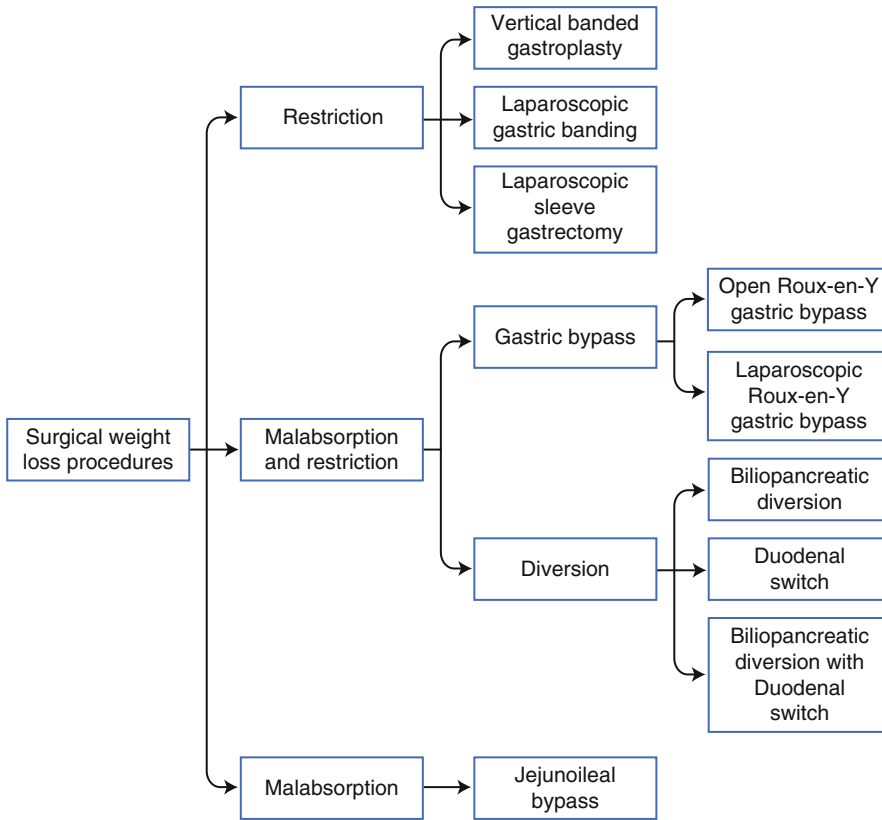 Surgical weight
loss procedures
Restriction
Vertical banded
gastroplasty
Laparoscopic
gastric banding
Laparoscopic
sleeve
gastrectomy
Malabsorption
and restriction
Gastric bypass
Open Roux-en-Y
gastric bypass
Laparoscopic
Roux-en-Y
gastric bypass
Diversion
Biliopancreatic
diversion
Duodenal
switch
Biliopancreatic
diversion with
Duodenal
switch
Malabsorption
Jejunoileal
bypass